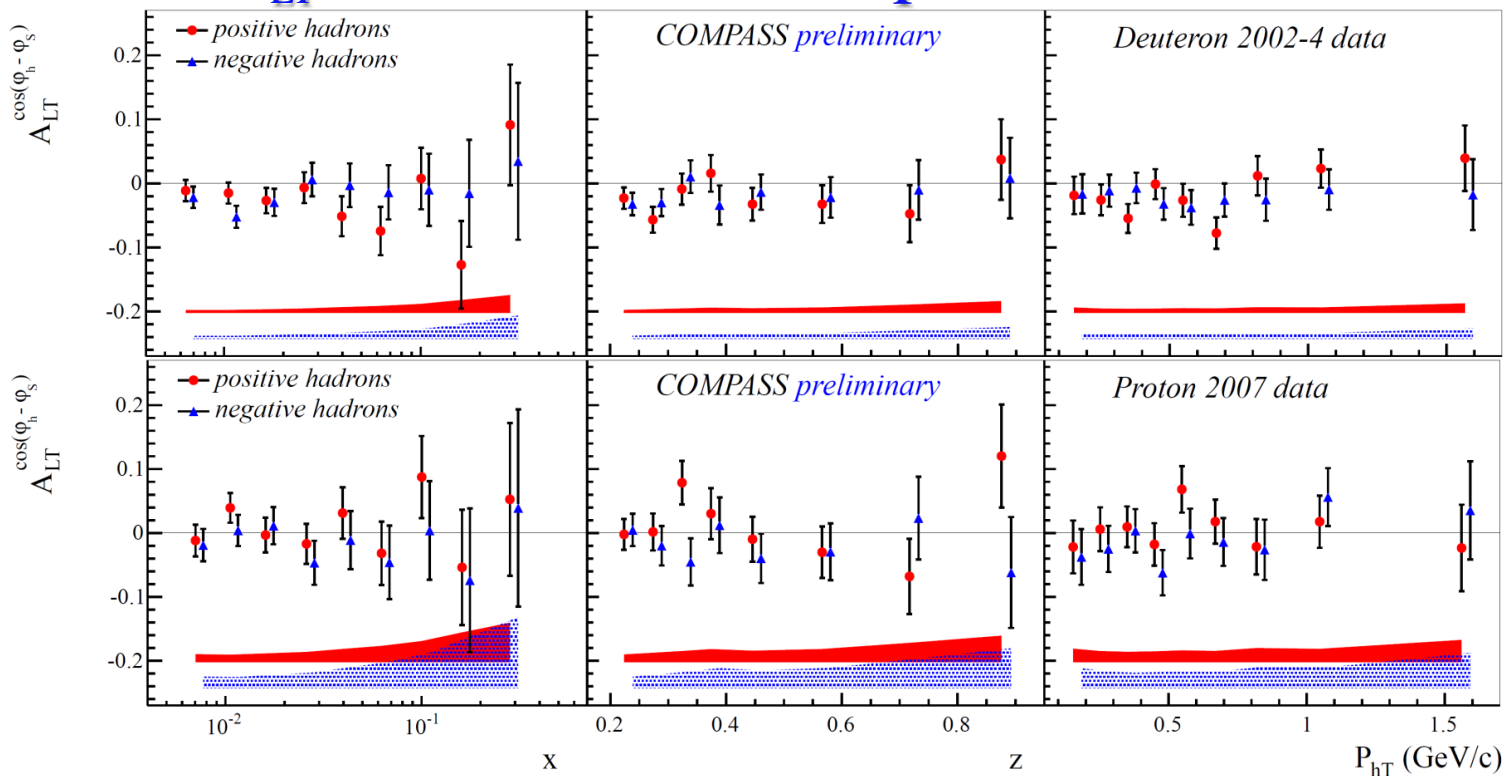 LT
p
positive hadrons
negative hadrons
COMPASS preliminary
Deuteron 2002-4 data
A_LT^cos(φ_h - φ_S)
0.2
0.1
0
-0.1
-0.2
positive hadrons
negative hadrons
COMPASS preliminary
Proton 2007 data
A_LT^cos(φ_h - φ_S)
0.2
0.1
0
-0.1
-0.2
10^-2 10^-1 0.2 0.4 0.6 0.8 0.5 1 1.5
x z P_hT (GeV/c)